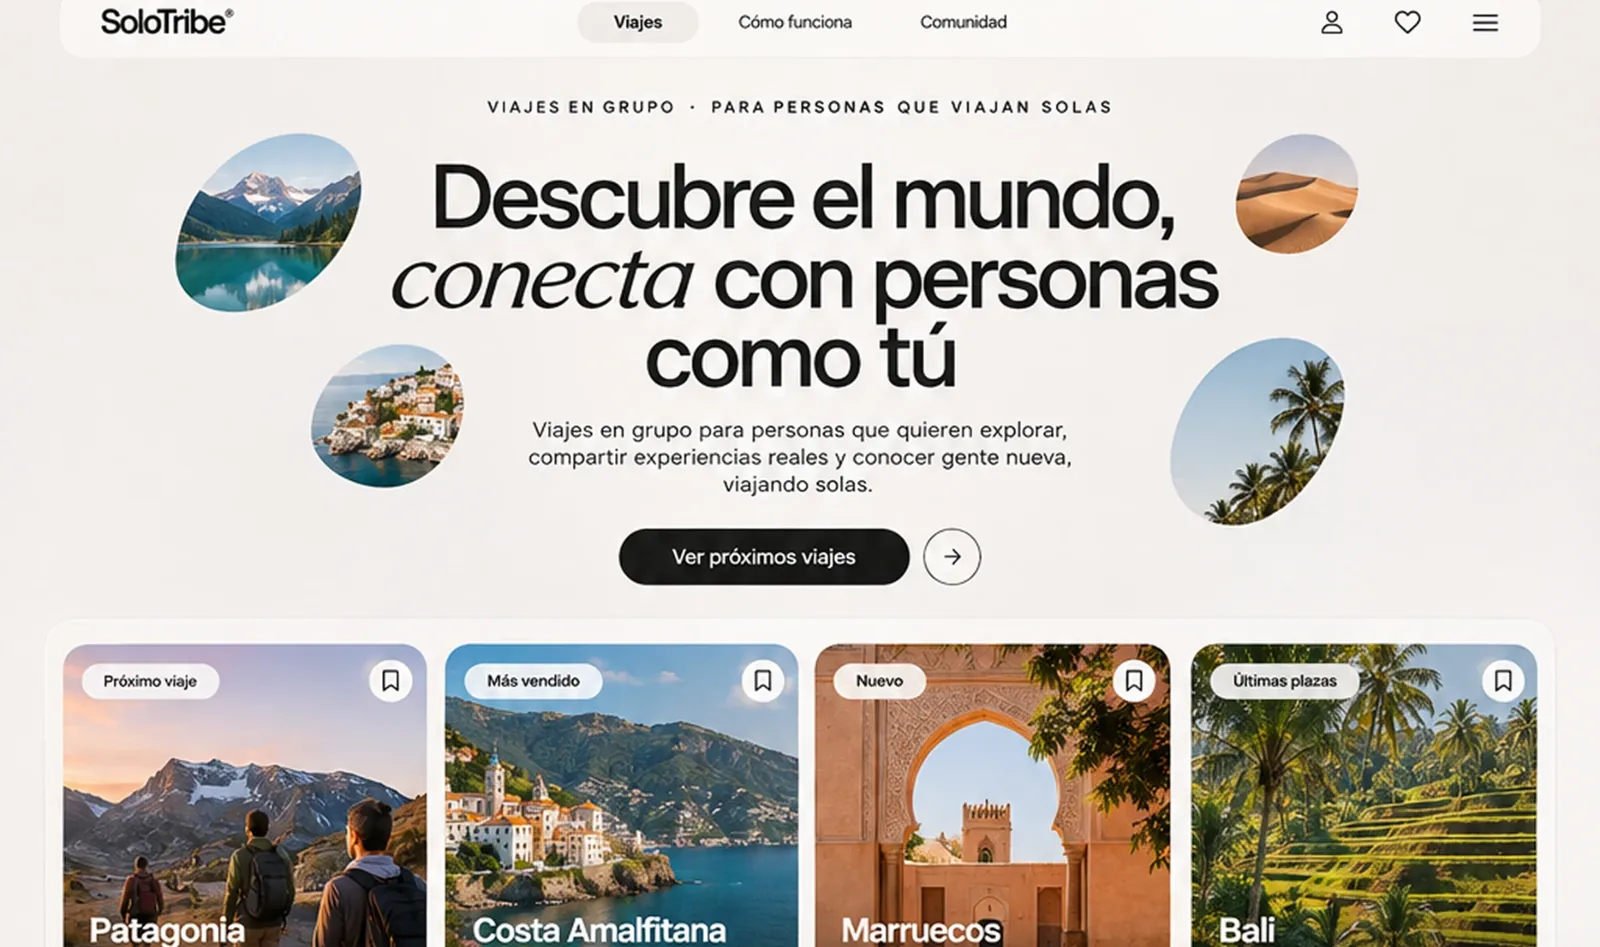 SoloTribe®
Viajes
Cómo funciona
Comunidad
VIAJES EN GRUPO · PARA PERSONAS QUE VIAJAN SOLAS
Descubre el mundo,
conecta con personas
como tú
Viajes en grupo para personas que quieren explorar,
compartir experiencias reales y conocer gente nueva,
viajando solas.
Ver próximos viajes
Próximo viaje
Más vendido
Nuevo
Últimas plazas
Patagonia
Costa Amalfitana
Marruecos
Bali